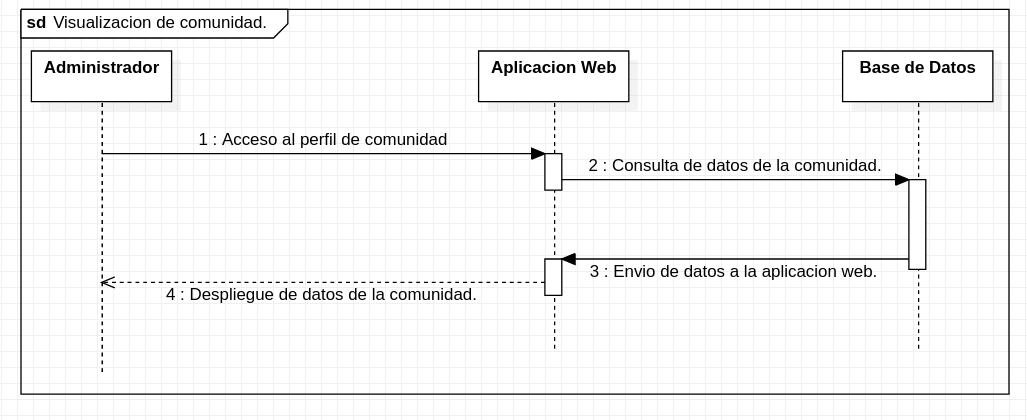 sd Visualizacion de comunidad.
Administrador
Aplicacion Web
Base de Datos
1 : Acceso al perfil de comunidad
2 : Consulta de datos de la comunidad.
3 : Envio de datos a la aplicacion web.
4 : Despliegue de datos de la comunidad.